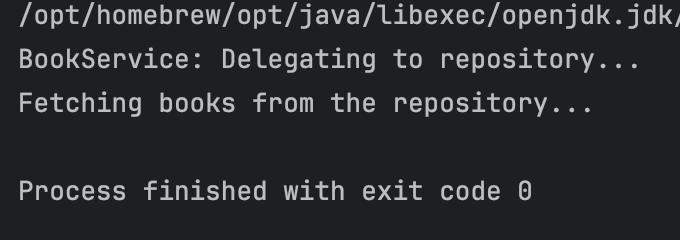 /opt/homebrew/opt/java/libexec/openjdk.jdk/
BookService: Delegating to repository...
Fetching books from the repository...
Process finished with exit code 0